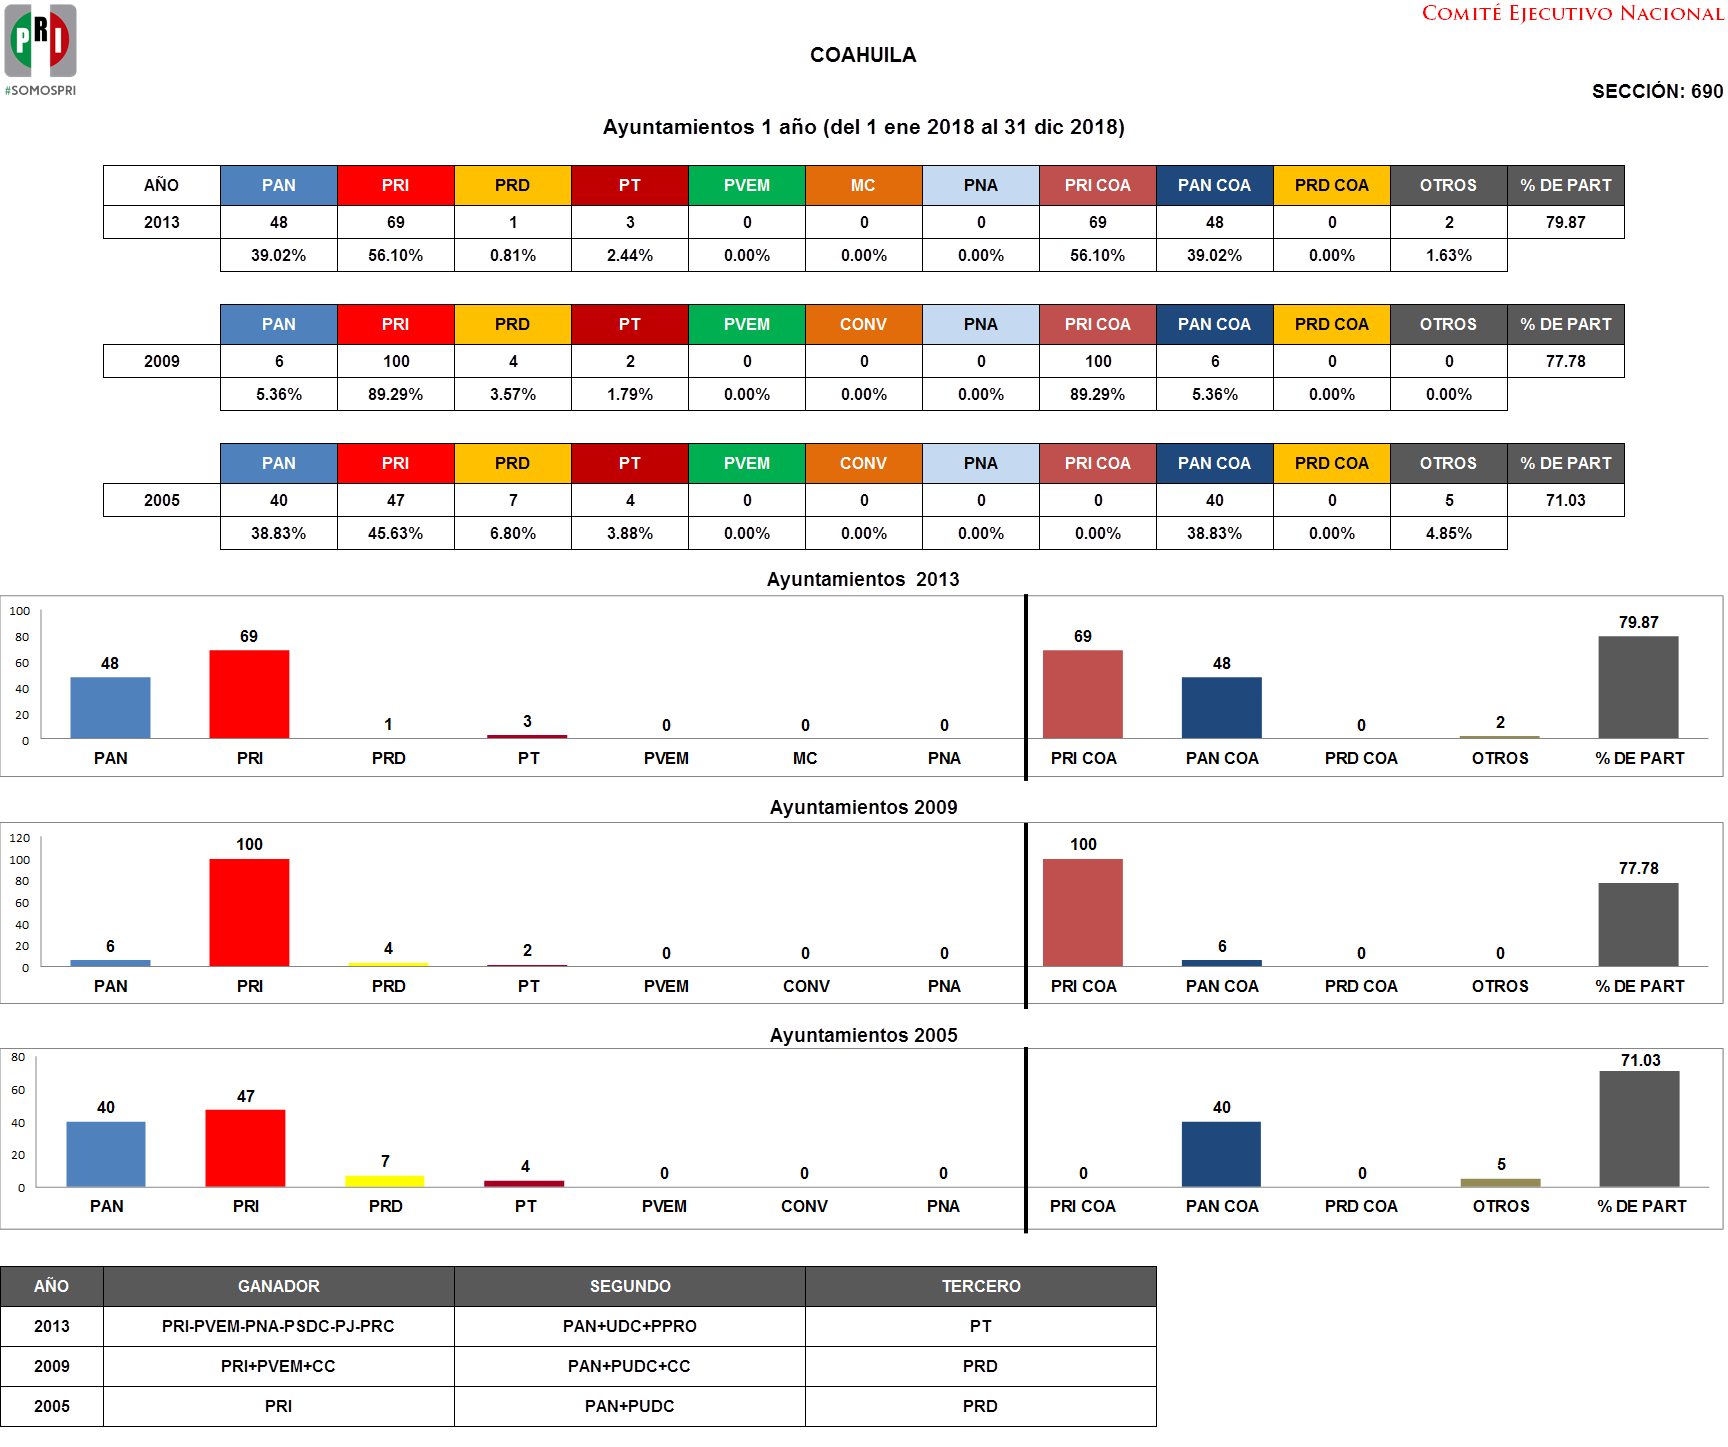 PRI
#SOMOSPRI
COMITÉ EJECUTIVO NACIONAL
COAHUILA
SECCIÓN: 690
Ayuntamientos 1 año (del 1 ene 2018 al 31 dic 2018)
AÑO PAN PRI PRD PT PVEM MC PNA PRI COA PAN COA PRD COA OTROS % DE PART
2013 48 69 1 3 0 0 0 69 48 0 2 79.87
39.02% 56.10% 0.81% 2.44% 0.00% 0.00% 0.00% 56.10% 39.02% 0.00% 1.63%
PAN PRI PRD PT PVEM CONV PNA PRI COA PAN COA PRD COA OTROS % DE PART
2009 6 100 4 2 0 0 0 100 6 0 0 77.78
5.36% 89.29% 3.57% 1.79% 0.00% 0.00% 0.00% 89.29% 5.36% 0.00% 0.00%
PAN PRI PRD PT PVEM CONV PNA PRI COA PAN COA PRD COA OTROS % DE PART
2005 40 47 7 4 0 0 0 0 40 0 5 71.03
38.83% 45.63% 6.80% 3.88% 0.00% 0.00% 0.00% 0.00% 38.83% 0.00% 4.85%
Ayuntamientos 2013
100
80
60
40
20
0
48 69 1 3 0 0 0 69 48 0 2 79.87
PAN PRI PRD PT PVEM MC PNA PRI COA PAN COA PRD COA OTROS % DE PART
Ayuntamientos 2009
120
100
80
60
40
20
0
6 100 4 2 0 0 0 100 6 0 0 77.78
PAN PRI PRD PT PVEM CONV PNA PRI COA PAN COA PRD COA OTROS % DE PART
Ayuntamientos 2005
80
60
40
20
0
40 47 7 4 0 0 0 0 40 0 5 71.03
PAN PRI PRD PT PVEM CONV PNA PRI COA PAN COA PRD COA OTROS % DE PART
AÑO GANADOR SEGUNDO TERCERO
2013 PRI-PVEM-PNA-PSDC-PJ-PRC PAN+UDC+PPRO PT
2009 PRI+PVEM+CC PAN+PUDC+CC PRD
2005 PRI PAN+PUDC PRD